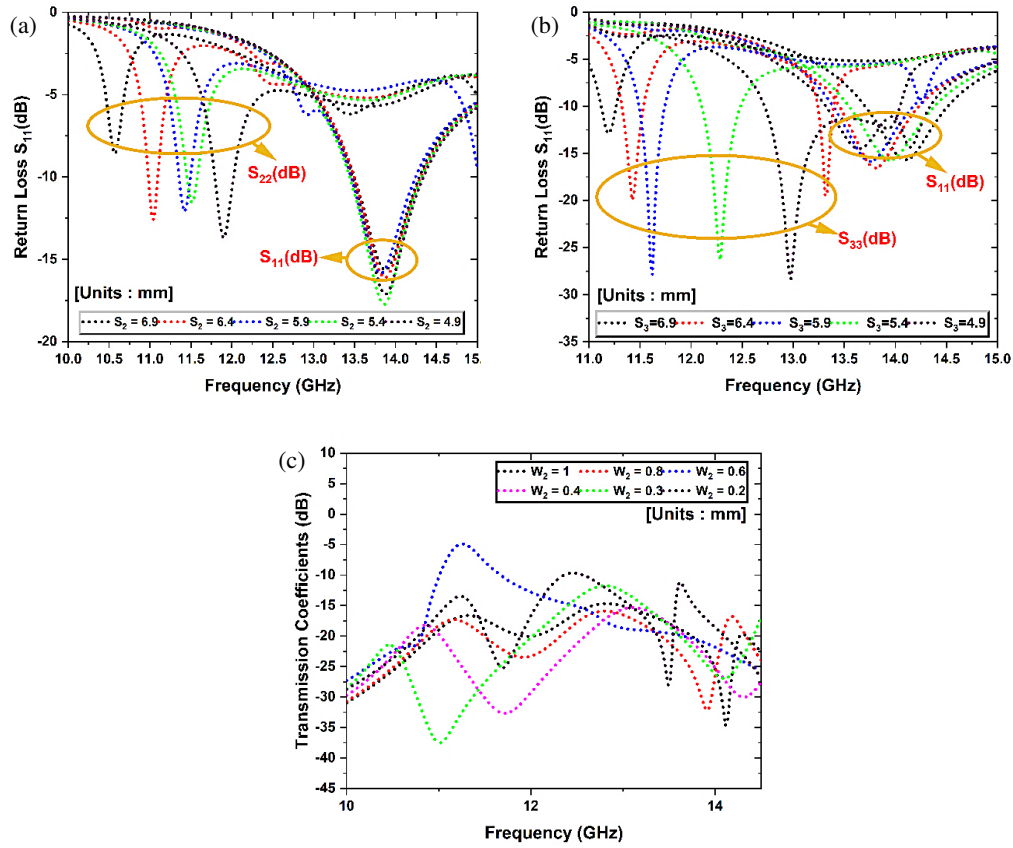 (a)
Return Loss S11(dB)
0
-5
-10
-15
-20
S22(dB)
S11(dB)
[Units : mm]
S2 = 6.9 S2 = 6.4 S2 = 5.9 S2 = 5.4 S2 = 4.9
10.0 10.5 11.0 11.5 12.0 12.5 13.0 13.5 14.0 14.5 15.0
Frequency (GHz)
(b)
Return Loss S11(dB)
0
-5
-10
-15
-20
-25
-30
-35
S11(dB)
S33(dB)
[Units : mm]
S3=6.9 S3=6.4 S3=5.9 S3=5.4 S3=4.9
11.0 11.5 12.0 12.5 13.0 13.5 14.0 14.5 15.0
Frequency (GHz)
(c)
Transmission Coefficients (dB)
10
5
0
-5
-10
-15
-20
-25
-30
-35
-40
-45
W2 = 1 W2 = 0.8 W2 = 0.6
W2 = 0.4 W2 = 0.3 W2 = 0.2
[Units : mm]
10 12 14
Frequency (GHz)